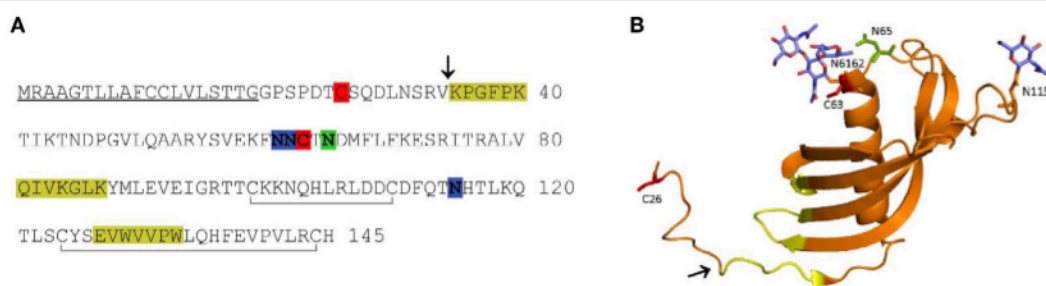 A
MRAAGTLLAFCCLVLSTTGGPSPDTCSQDLNSRVKPGFPK 40
TIKTNDPGVLQAARYSVEKFNNCTNDMFLFKESRITRALV 80
QIVKGLKYMLEVEIGRTTCKKNQHLRLDDCDFQTNHTLKQ 120
TLSCYSEVWVVPWLQHFEVPVLRCH 145
B
N65
N6162
C63
N115
C26